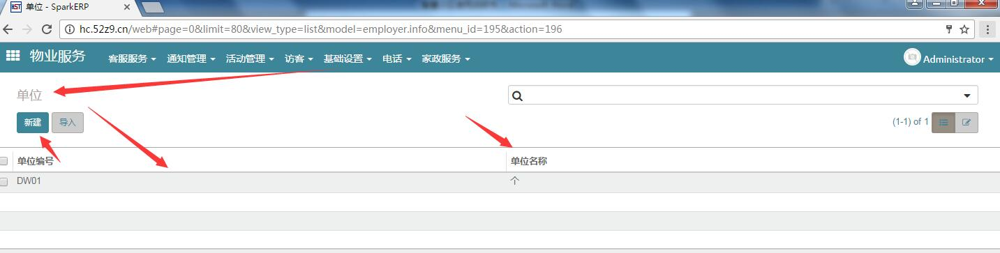 HST 单位 - SparkERP
hc.52z9.cn/web#page=0&limit=80&view_type=list&model=employer.info&menu_id=195&action=196
物业服务 客服服务 通知管理 活动管理 访客 基础设置 电话 家政服务 Administrator
单位
新建 导入 (1-1) of 1
单位编号 单位名称
DW01 个